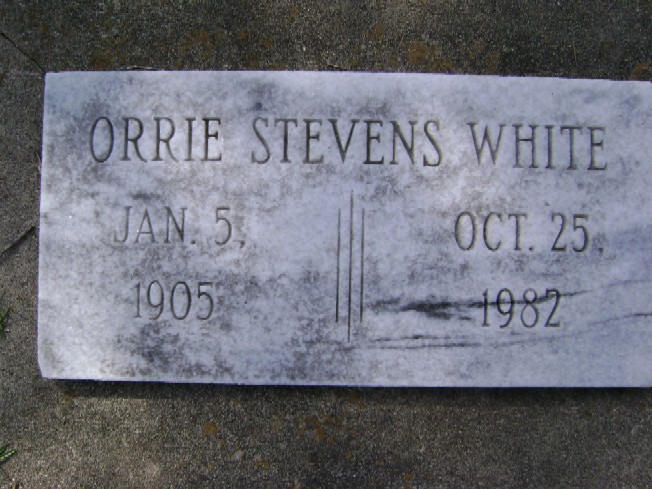 ORRIE STEVENS WHITE
JAN. 5, OCT. 25,
1905 1982